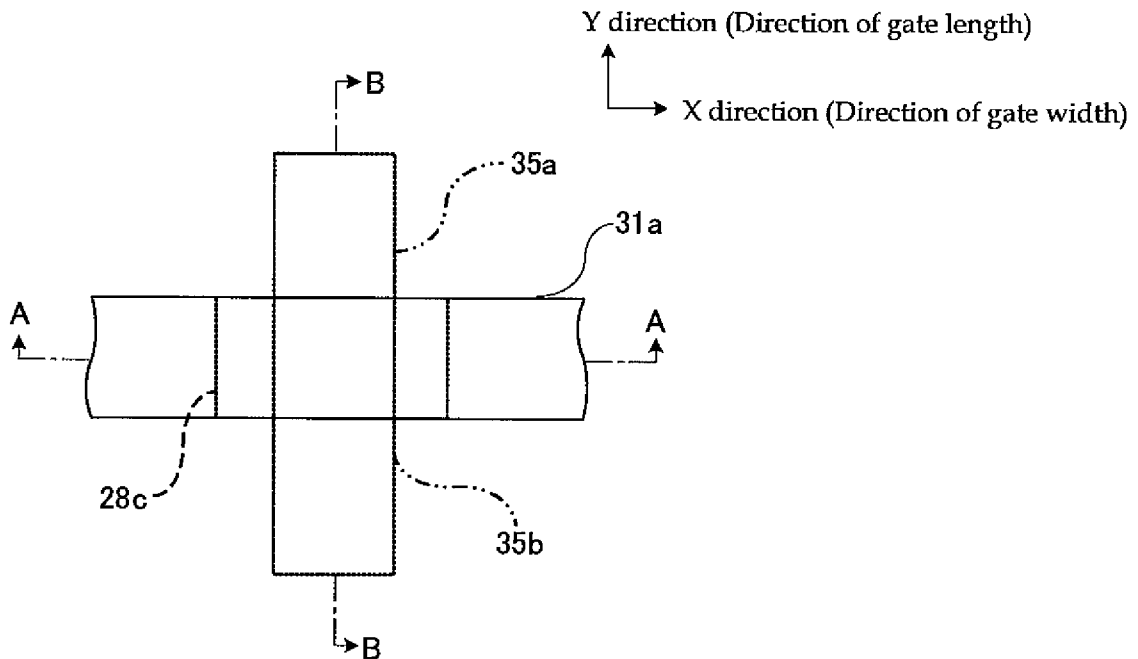 Y direction (Direction of gate length)
B
X direction (Direction of gate width)
35a
31a
A
A
28c
35b
B